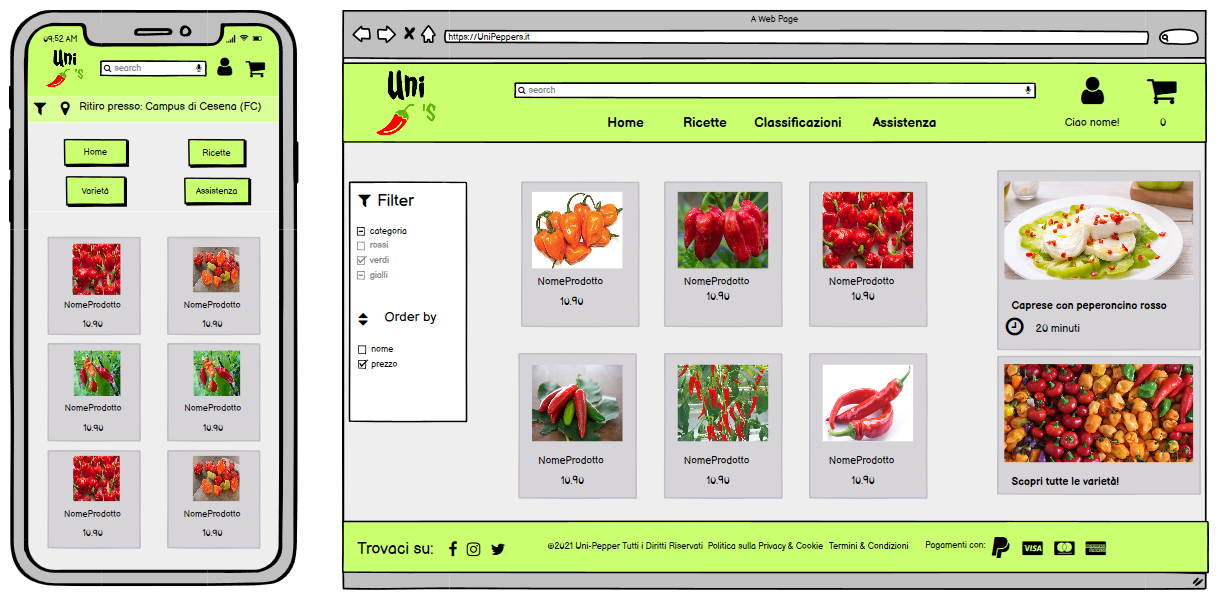 09:52 AM
Uni
'S
search
Ritiro presso: Campus di Cesena (FC)
Home
Ricette
Varietà
Assistenza
NomeProdotto
10,90
NomeProdotto
10,90
NomeProdotto
10,90
NomeProdotto
10,90
NomeProdotto
10,90
NomeProdotto
10,90
A Web Page
https://UniPeppers.it
Uni
'S
search
Home
Ricette
Classificazioni
Assistenza
Ciao nome!
0
Filter
categoria
rossi
verdi
gialli
Order by
nome
prezzo
NomeProdotto
10,90
NomeProdotto
10,90
NomeProdotto
10,90
NomeProdotto
10,90
NomeProdotto
10,90
NomeProdotto
10,90
Caprese con peperoncino rosso
20 minuti
Scopri tutte le varietà!
Trovaci su:
©2021 Uni-Pepper Tutti i Diritti Riservati Politica sulla Privacy & Cookie Termini & Condizioni
Pagamenti con:
VISA